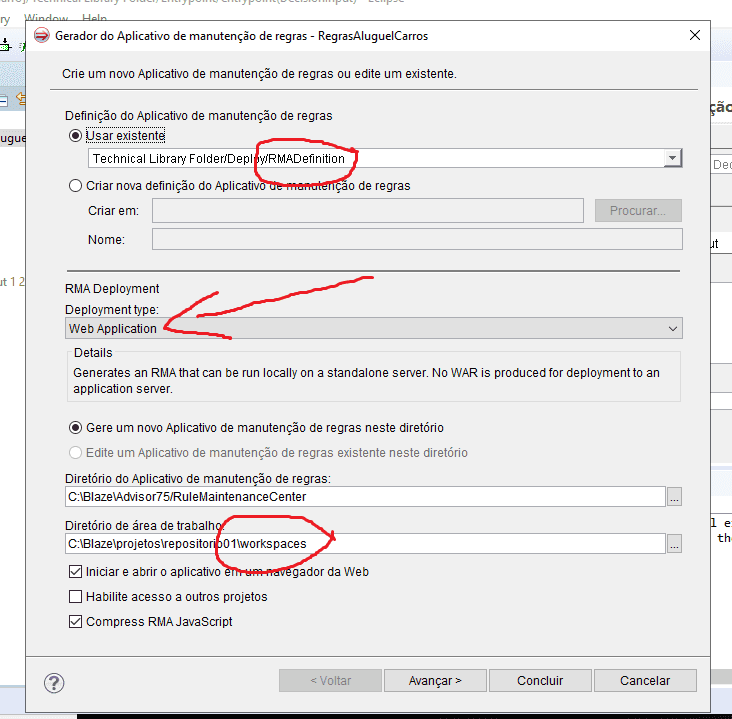 Window Help
Gerador do Aplicativo de manutenção de regras - RegrasAluguelCarros
Crie um novo Aplicativo de manutenção de regras ou edite um existente.
Definição do Aplicativo de manutenção de regras
Usar existente
Technical Library Folder/Deploy/RMADefinition
Criar nova definição do Aplicativo de manutenção de regras
Criar em:
Procurar...
Nome:
RMA Deployment
Deployment type:
Web Application
Details
Generates an RMA that can be run locally on a standalone server. No WAR is produced for deployment to an
application server.
Gere um novo Aplicativo de manutenção de regras neste diretório
Edite um Aplicativo de manutenção de regras existente neste diretório
Diretório do Aplicativo de manutenção de regras:
C:\Blaze\Advisor75/RuleMaintenanceCenter
...
Diretório de área de trabalho:
C:\Blaze\projetos\repositorio01\workspaces
...
Iniciar e abrir o aplicativo em um navegador da Web
Habilite acesso a outros projetos
Compress RMA JavaScript
?
< Voltar
Avançar >
Concluir
Cancelar